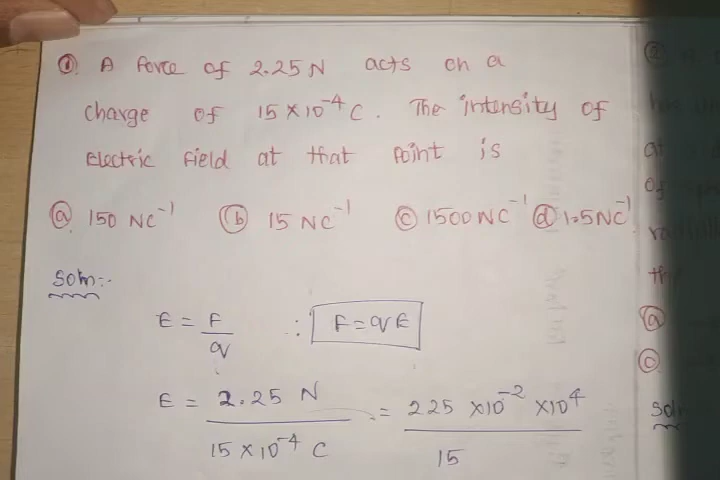 ① A force of 2.25 N acts on a
charge of 15 × 10⁻⁴ C. The intensity of
Electric Field at that point is
ⓐ 150 NC⁻¹ ⓑ 15 NC⁻¹ ⓒ 1500 NC⁻¹ ⓓ 1.5 NC⁻¹
Soln:-
E = F/q ∴ F = qE
E = 2.25 N / 15 × 10⁻⁴ C = 225 × 10⁻² × 10⁴ / 15